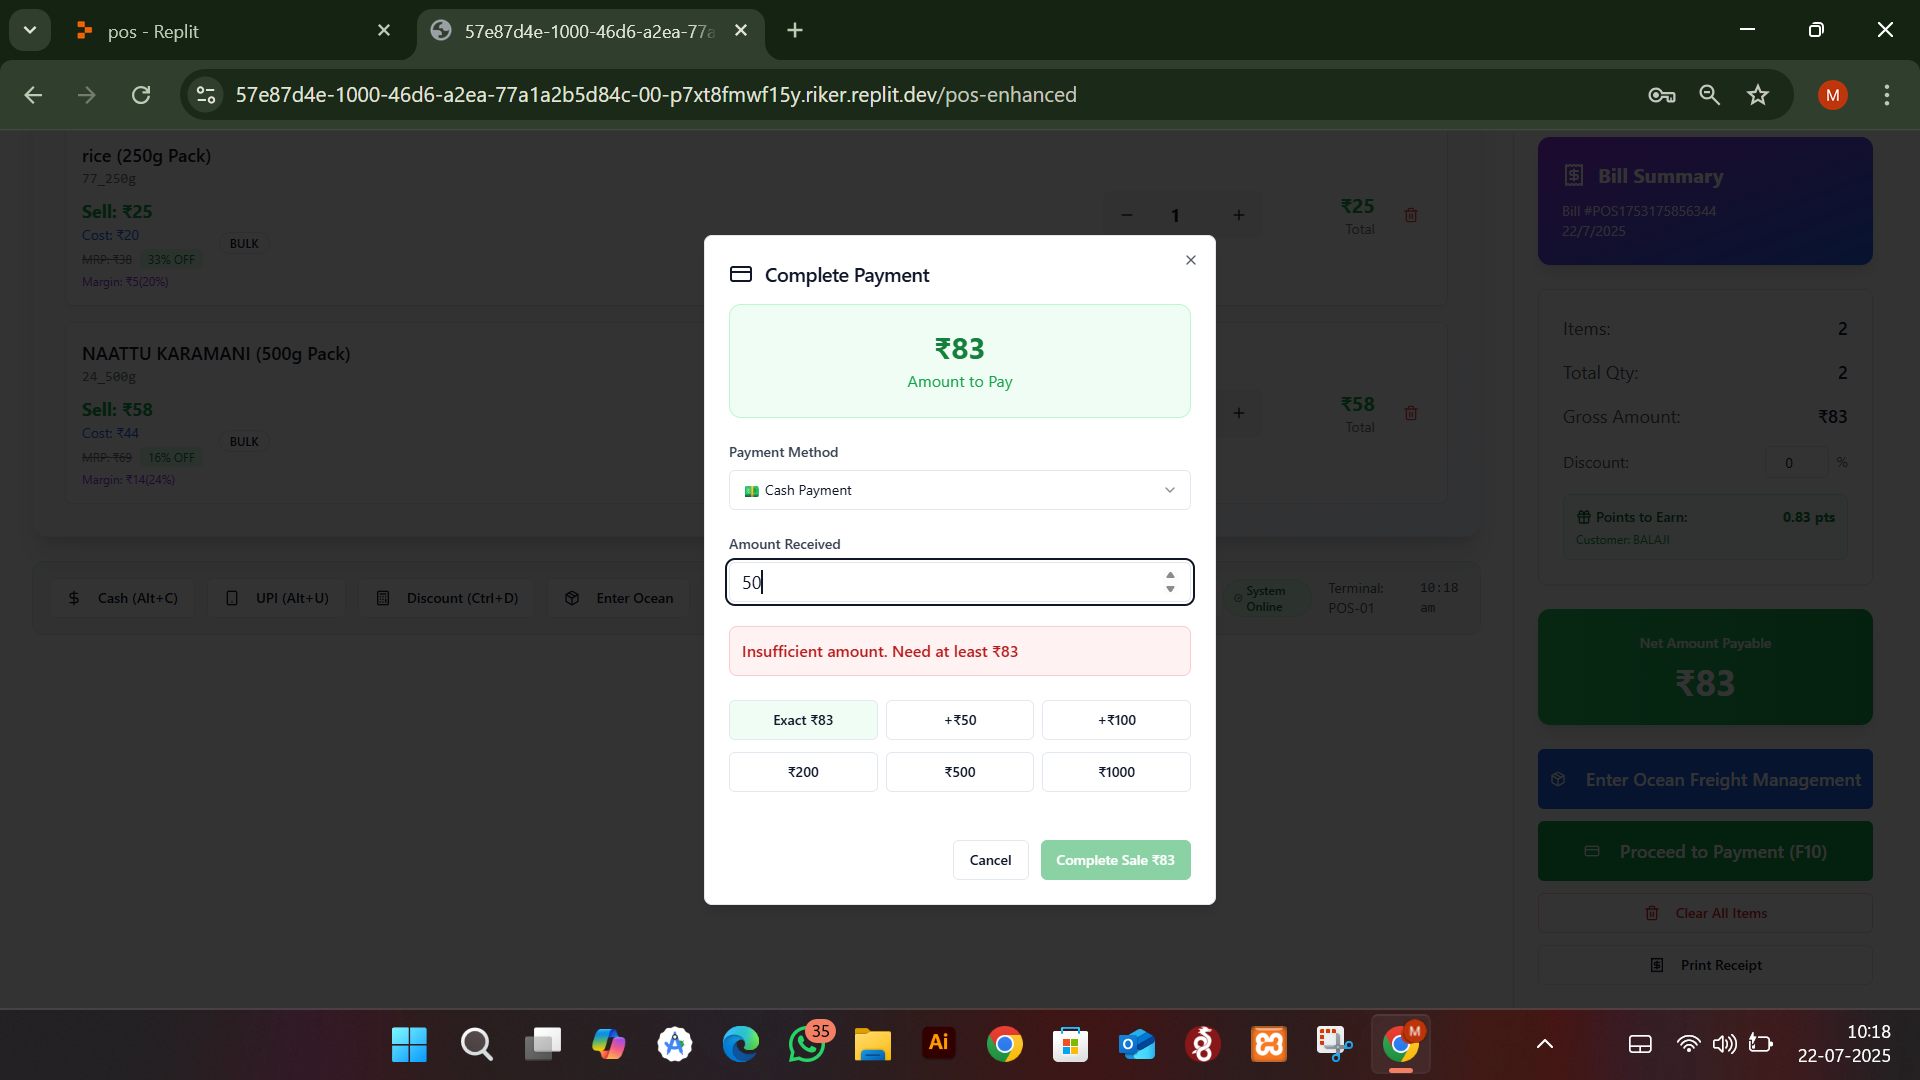 pos - Replit
57e87d4e-1000-46d6-a2ea-77a
57e87d4e-1000-46d6-a2ea-77a1a2b5d84c-00-p7xt8fmwf15y.riker.replit.dev/pos-enhanced
M
rice (250g Pack)
77_250g
Sell: ₹25
Cost: ₹20
MRP: ₹38 33% OFF
Margin: ₹5(20%)
BULK
1
₹25
Total
NAATTU KARAMANI (500g Pack)
24_500g
Sell: ₹58
Cost: ₹44
MRP: ₹69 16% OFF
Margin: ₹14(24%)
BULK
₹58
Total
Cash (Alt+C)
UPI (Alt+U)
Discount (Ctrl+D)
Enter Ocean
System Online
Terminal: POS-01
10:18 am
Complete Payment
₹83
Amount to Pay
Payment Method
Cash Payment
Amount Received
50
Insufficient amount. Need at least ₹83
Exact ₹83
+₹50
+₹100
₹200
₹500
₹1000
Cancel
Complete Sale ₹83
Bill Summary
Bill #POS1753175856344
22/7/2025
Items: 2
Total Qty: 2
Gross Amount: ₹83
Discount: 0 %
Points to Earn: 0.83 pts
Customer: BALAJI
Net Amount Payable
₹83
Enter Ocean Freight Management
Proceed to Payment (F10)
Clear All Items
Print Receipt
35
Ai
M
10:18
22-07-2025